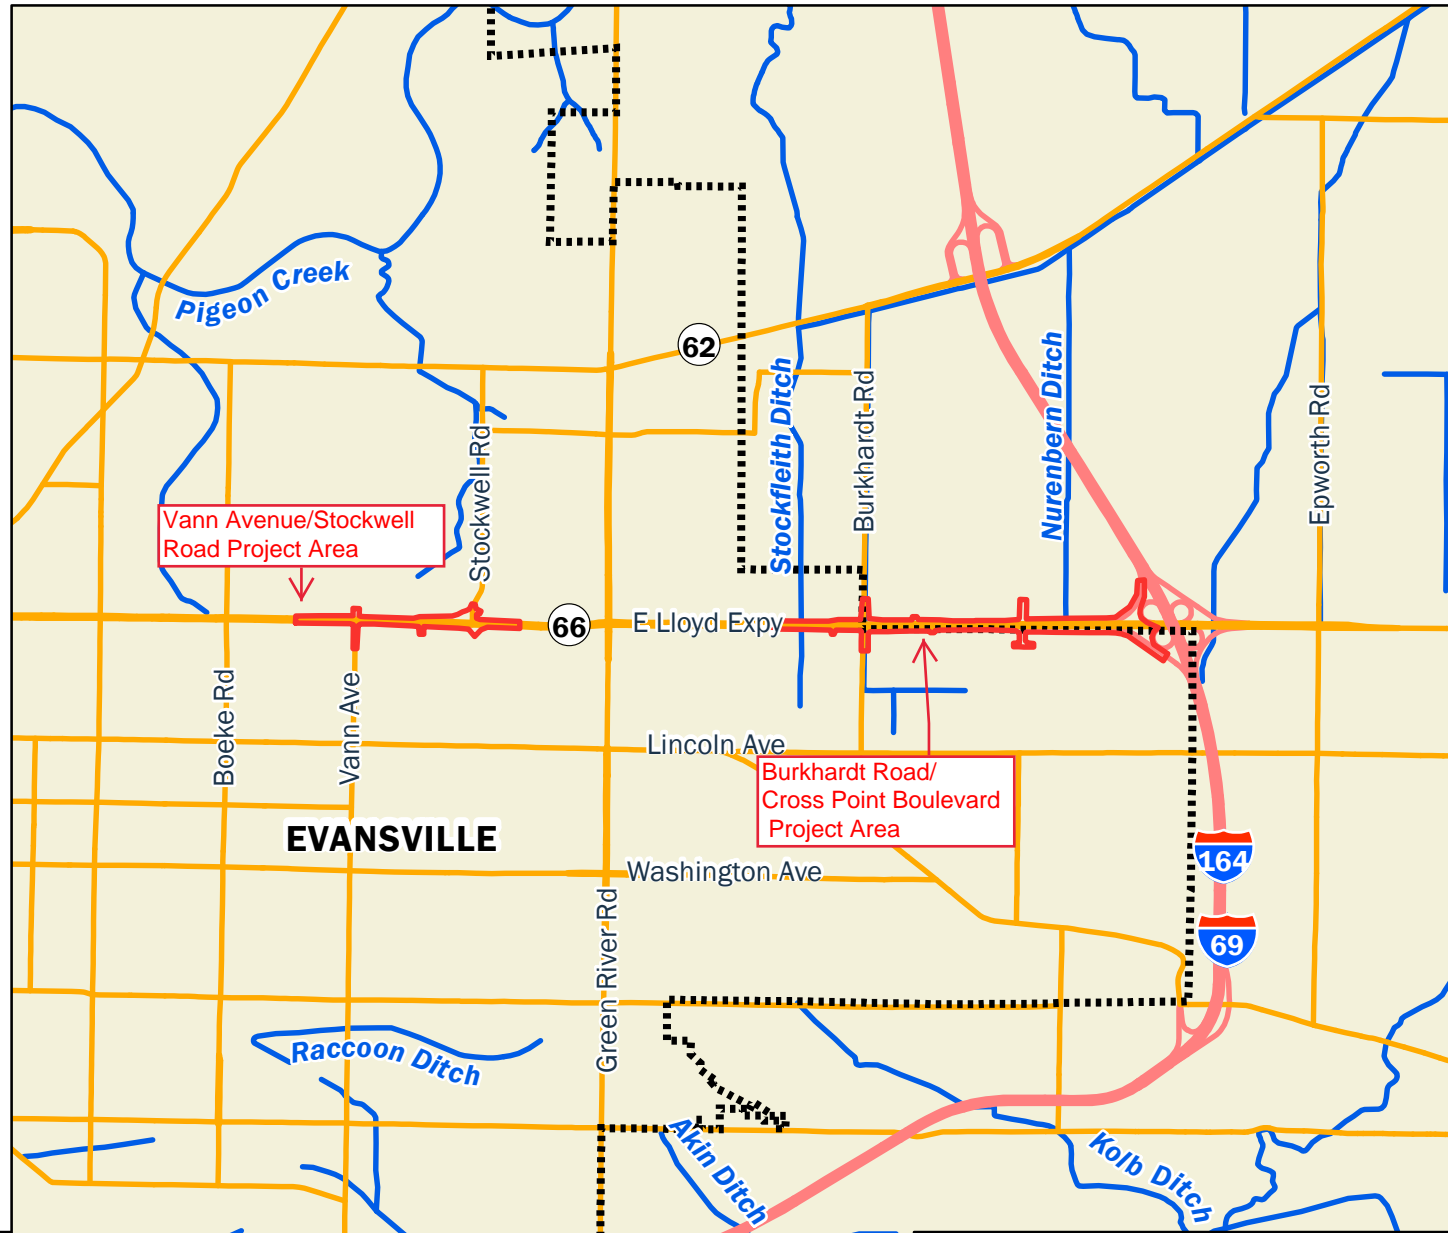 Pigeon Creek
62
Stockfleith Ditch
Burkhardt Rd
Nurenbern Ditch
Epworth Rd
Stockwell Rd
Vann Avenue/Stockwell
Road Project Area
66
E Lloyd Expy
Boeke Rd
Vann Ave
Lincoln Ave
Burkhardt Road/
Cross Point Boulevard
Project Area
EVANSVILLE
164
Washington Ave
Green River Rd
69
Raccoon Ditch
Akin Ditch
Kolb Ditch